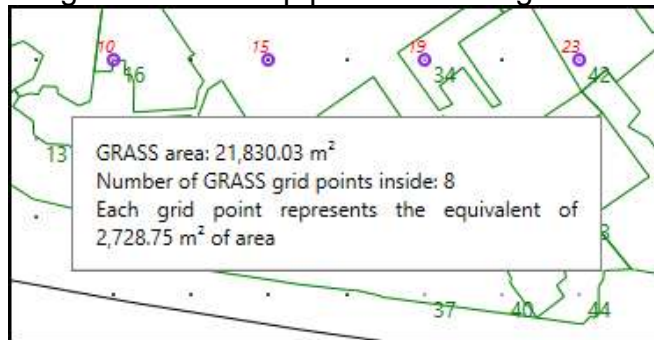 10 15 19 23
16 34 42
13
GRASS area: 21,830.03 m²
Number of GRASS grid points inside: 8
Each grid point represents the equivalent of
2,728.75 m² of area
37 40 44